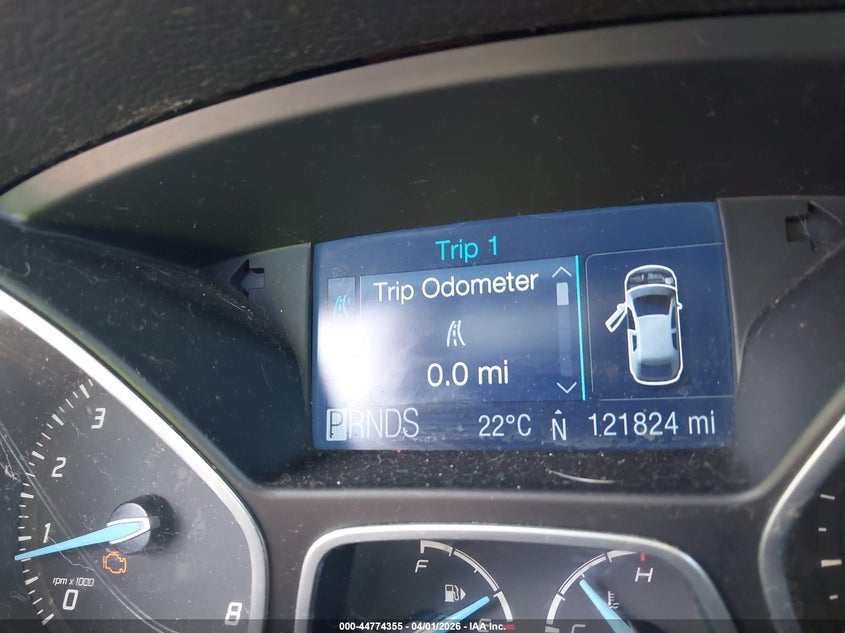 Trip 1
Trip Odometer
0.0 mi
PRNDS 22°C N 121824 mi
3
2
1
rpm x 1000
0
8
F
H
000-44774355 - 04/01/2026 - IAA Inc.